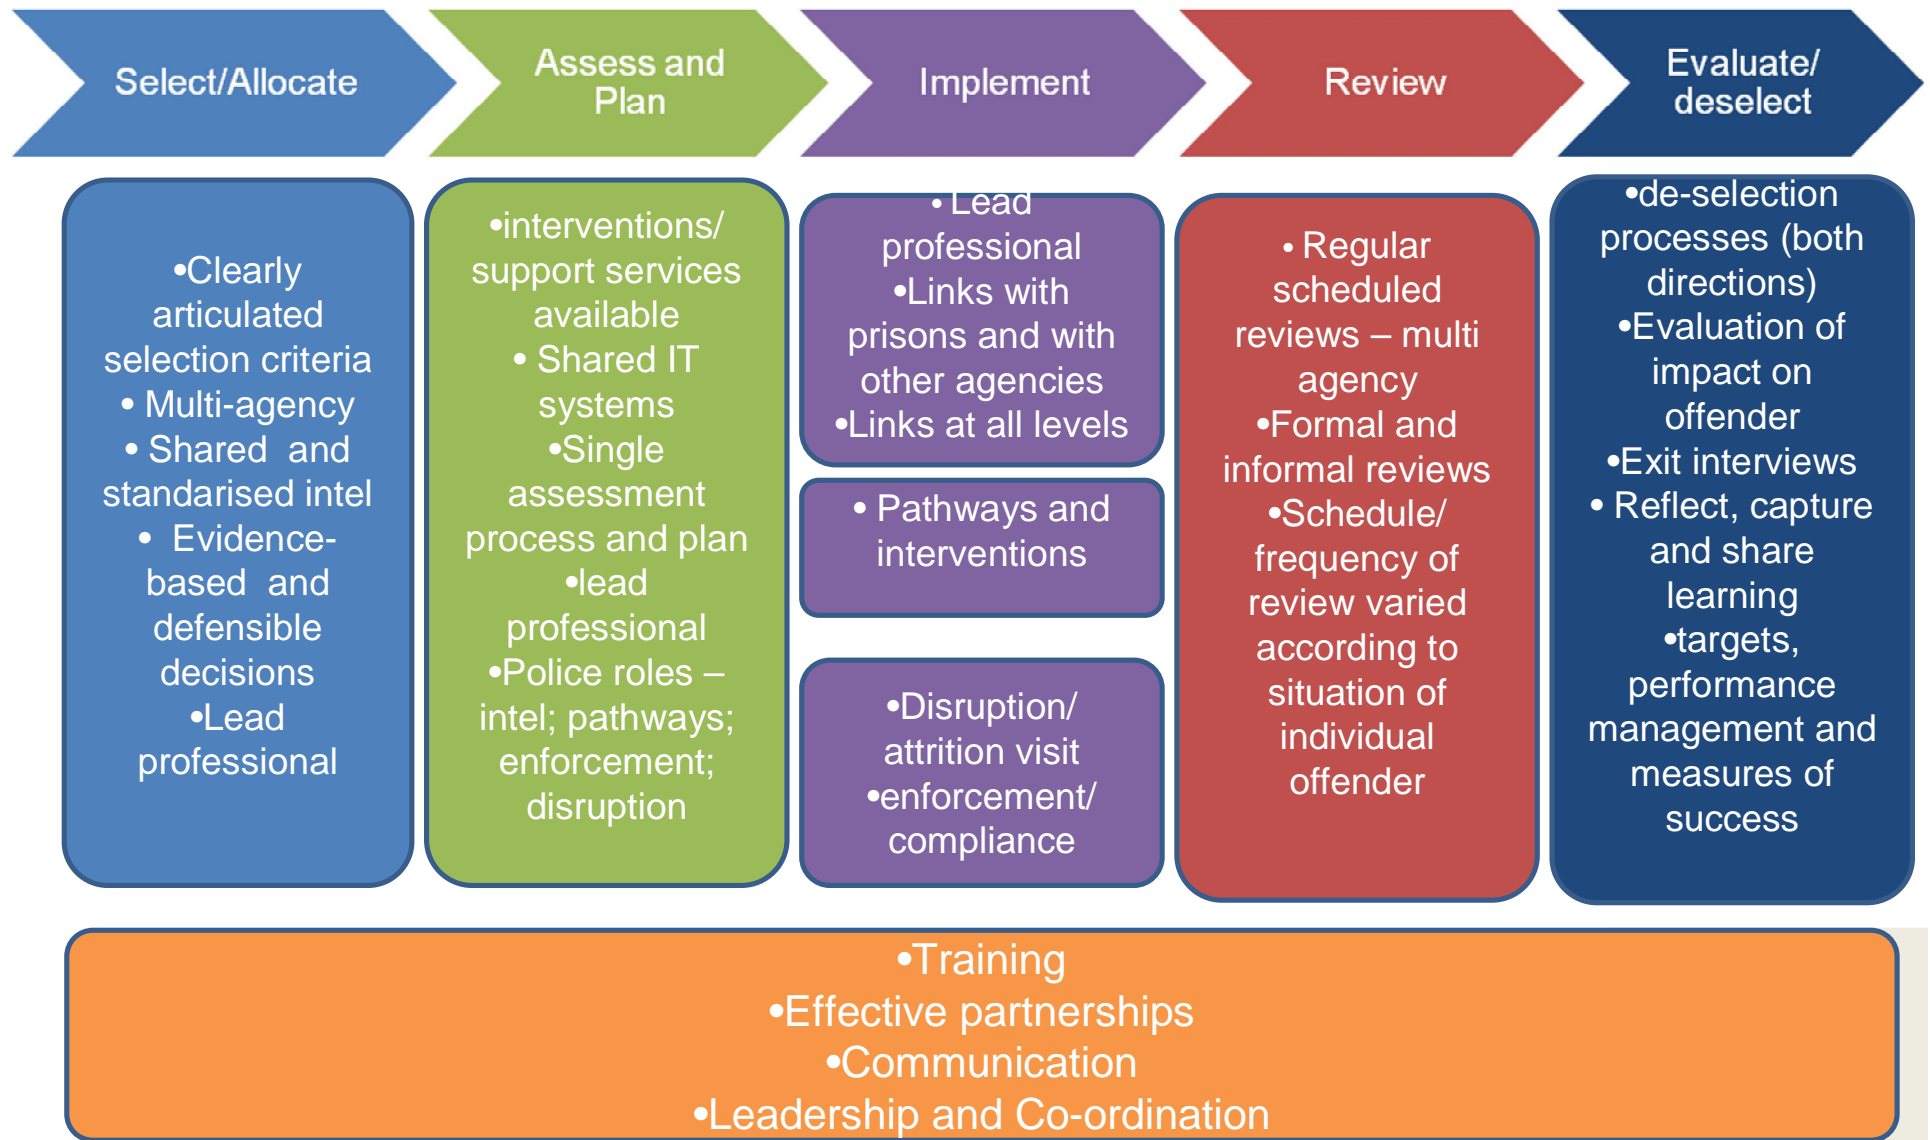 Select/Allocate
Assess and
Plan
Implement
Review
Evaluate/
deselect
•Clearly
articulated
selection criteria
• Multi-agency
• Shared and
standarised intel
• Evidence-
based and
defensible
decisions
•Lead
professional
•interventions/
support services
available
• Shared IT
systems
•Single
assessment
process and plan
•lead
professional
•Police roles –
intel; pathways;
enforcement;
disruption
• Lead
professional
•Links with
prisons and with
other agencies
•Links at all levels
• Pathways and
interventions
•Disruption/
attrition visit
•enforcement/
compliance
• Regular
scheduled
reviews – multi
agency
•Formal and
informal reviews
•Schedule/
frequency of
review varied
according to
situation of
individual
offender
•de-selection
processes (both
directions)
•Evaluation of
impact on
offender
•Exit interviews
• Reflect, capture
and share
learning
•targets,
performance
management and
measures of
success
•Training
•Effective partnerships
•Communication
•Leadership and Co-ordination